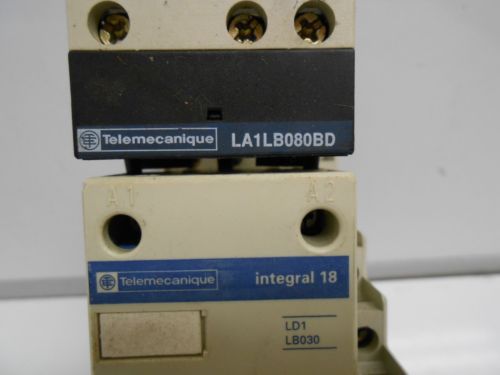 Telemecanique LA1LB080BD
A1 A2
Telemecanique integral 18
LD1
LB030